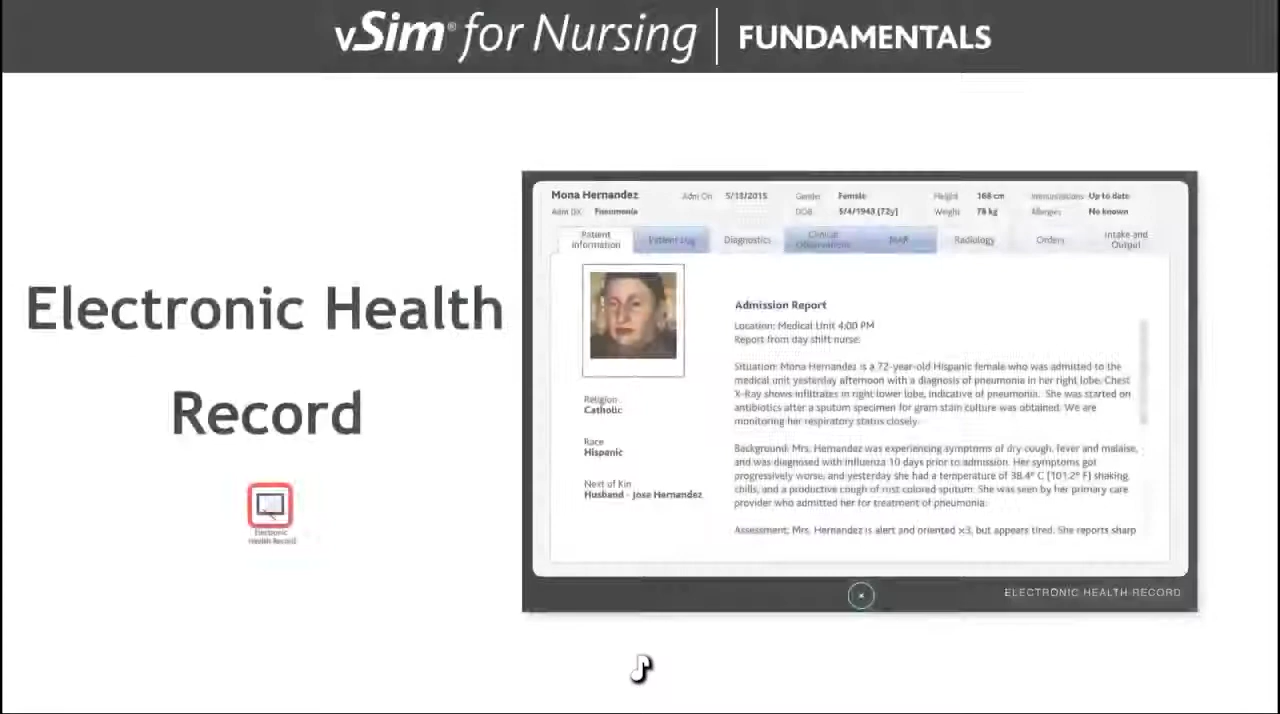 vSim® for Nursing | FUNDAMENTALS
Electronic Health
Record
Electronic
Health Record
Mona Hernandez Adm On 5/18/2015 Gender Female Height 168 cm Immunizations Up to date
Adm DX Pneumonia DOB 5/4/1943 (72y) Weight 78 kg Allergies No known
Patient Information Patient Log Diagnostics Clinical Observations MAR Radiology Orders Intake and Output
Religion
Catholic
Race
Hispanic
Next of Kin
Husband - Jose Hernandez
Admission Report
Location: Medical Unit 4:00 PM
Report from day shift nurse:
Situation: Mona Hernandez is a 72-year-old Hispanic female who was admitted to the
medical unit yesterday afternoon with a diagnosis of pneumonia in her right lobe. Chest
X-Ray shows infiltrates in right lower lobe, indicative of pneumonia. She was started on
antibiotics after a sputum specimen for gram stain culture was obtained. We are
monitoring her respiratory status closely.
Background: Mrs. Hernandez was experiencing symptoms of dry cough, fever and malaise,
and was diagnosed with influenza 10 days prior to admission. Her symptoms got
progressively worse, and yesterday she had a temperature of 38.4° C (101.2° F) shaking
chills, and a productive cough of rust colored sputum. She was seen by her primary care
provider who admitted her for treatment of pneumonia.
Assessment: Mrs. Hernandez is alert and oriented ×3, but appears tired. She reports sharp
ELECTRONIC HEALTH RECORD